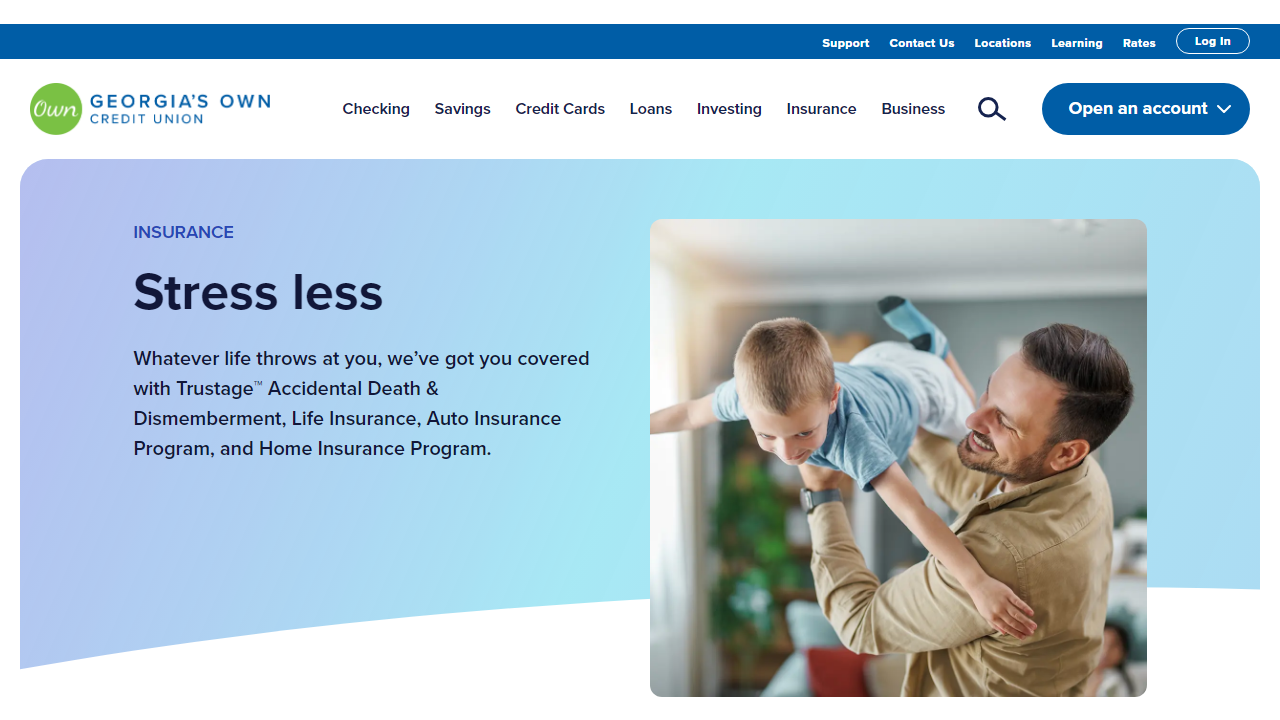 Support Contact Us Locations Learning Rates Log In
Own GEORGIA'S OWN
CREDIT UNION
Checking Savings Credit Cards Loans Investing Insurance Business Open an account
INSURANCE
Stress less
Whatever life throws at you, we’ve got you covered
with Trustage™ Accidental Death &
Dismemberment, Life Insurance, Auto Insurance
Program, and Home Insurance Program.